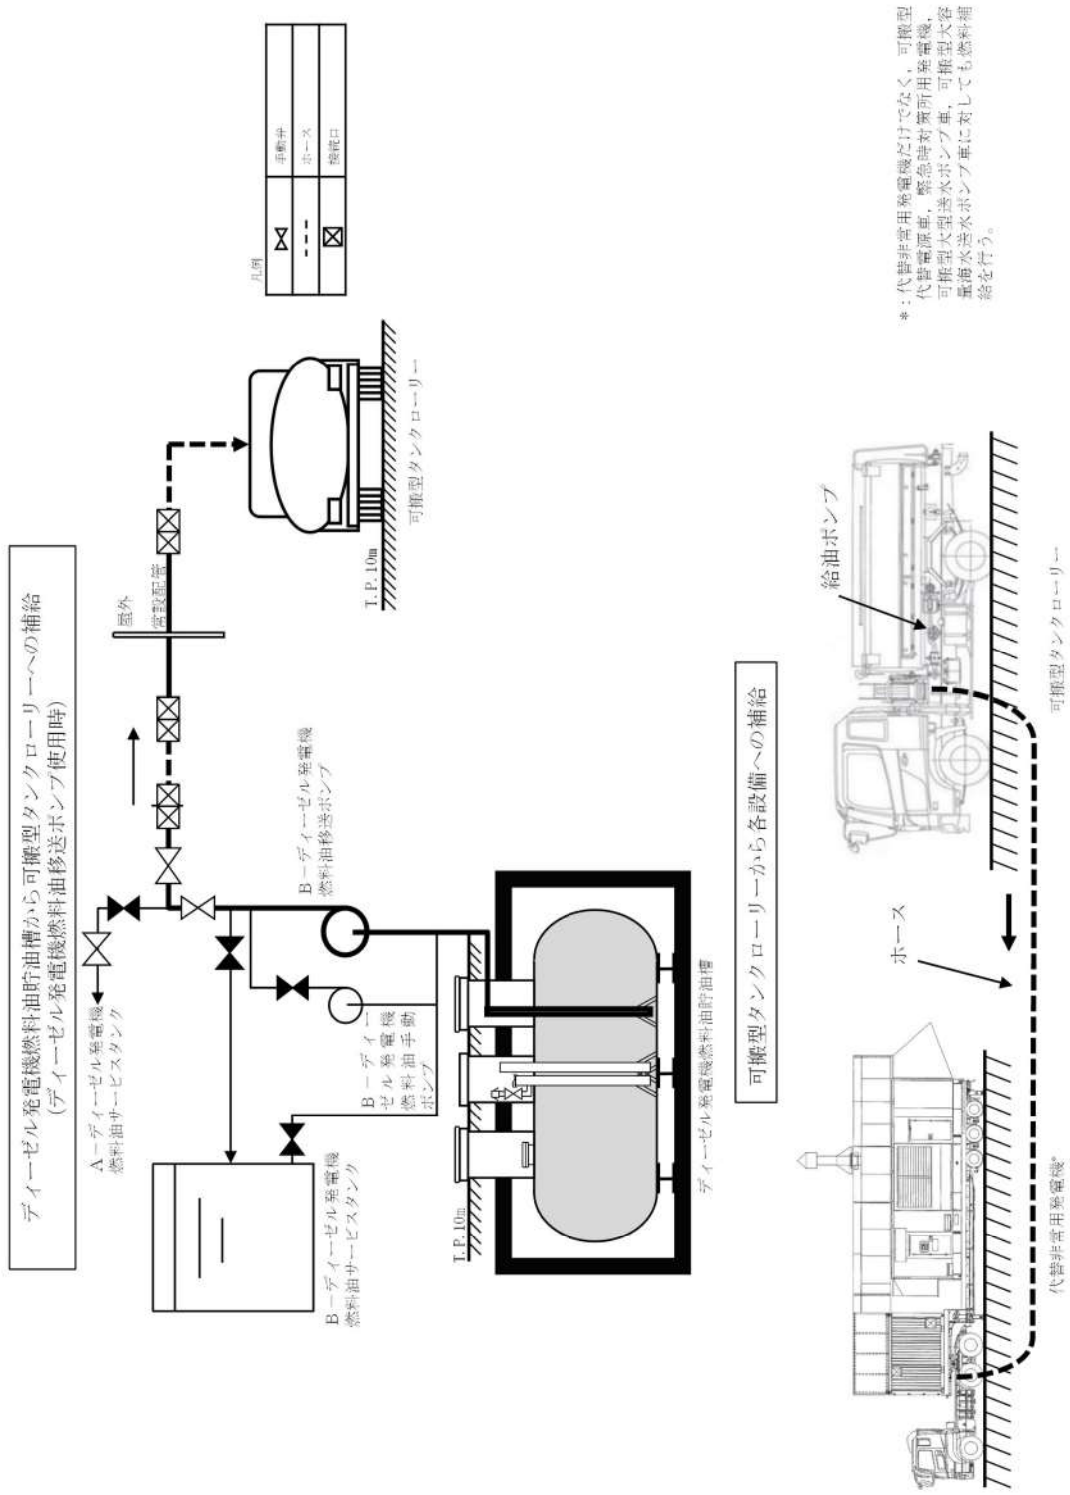 ディーゼル発電機燃料油貯油槽から可搬型タンクローリーへの補給
(ディーゼル発電機燃料油移送ポンプ使用時)
A－ディーゼル発電機
燃料油サービスタンク
屋外
常設配管
凡例
手動弁
ホース
接続口
B－ディーゼル発電機
燃料油サービスタンク
B－ディー
ゼル発電機
燃料油手動
ポンプ
B－ディーゼル発電機
燃料油移送ポンプ
T.P.10m
可搬型タンクローリー
T.P.10m
ディーゼル発電機燃料油貯油槽
可搬型タンクローリーから各設備への補給
給油ポンプ
ホース
代替非常用発電機*
可搬型タンクローリー
*：代替非常用発電機だけでなく，可搬型
代替電源車，緊急時対策所用発電機，
可搬型大型送水ポンプ車，可搬型大容
量海水送水ポンプ車に対しても燃料補
給を行う。